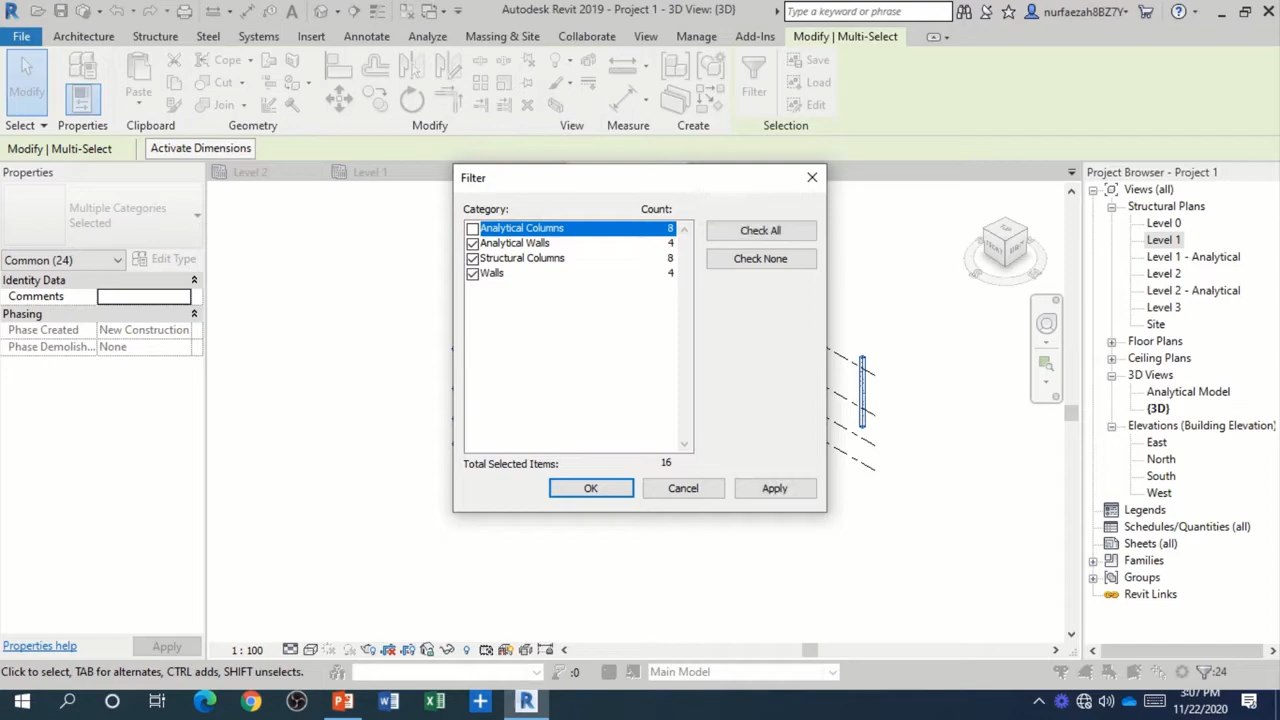 Autodesk Revit 2019 - Project 1 - 3D View: {3D}
Type a keyword or phrase
nurfaezah8BZ7Y
File
Architecture
Structure
Steel
Systems
Insert
Annotate
Analyze
Massing & Site
Collaborate
View
Manage
Add-Ins
Modify | Multi-Select
Modify
Paste
Cope
Cut
Join
Filter
Save
Load
Edit
Select
Properties
Clipboard
Geometry
Modify
View
Measure
Create
Selection
Modify | Multi-Select
Activate Dimensions
Properties
Multiple Categories
Selected
Common (24)
Edit Type
Identity Data
Comments
Phasing
Phase Created
New Construction
Phase Demolish...
None
Properties help
Apply
Level 2
Level 1
Filter
Category:
Count:
Analytical Columns
8
Analytical Walls
4
Structural Columns
8
Walls
4
Check All
Check None
Total Selected Items:
16
OK
Cancel
Apply
TOP
FRONT
RIGHT
Project Browser - Project 1
Views (all)
Structural Plans
Level 0
Level 1
Level 1 - Analytical
Level 2
Level 2 - Analytical
Level 3
Site
Floor Plans
Ceiling Plans
3D Views
Analytical Model
{3D}
Elevations (Building Elevation)
East
North
South
West
Legends
Schedules/Quantities (all)
Sheets (all)
Families
Groups
Revit Links
1 : 100
Click to select, TAB for alternates, CTRL adds, SHIFT unselects.
:0
Main Model
:24
3:07 PM
11/22/2020